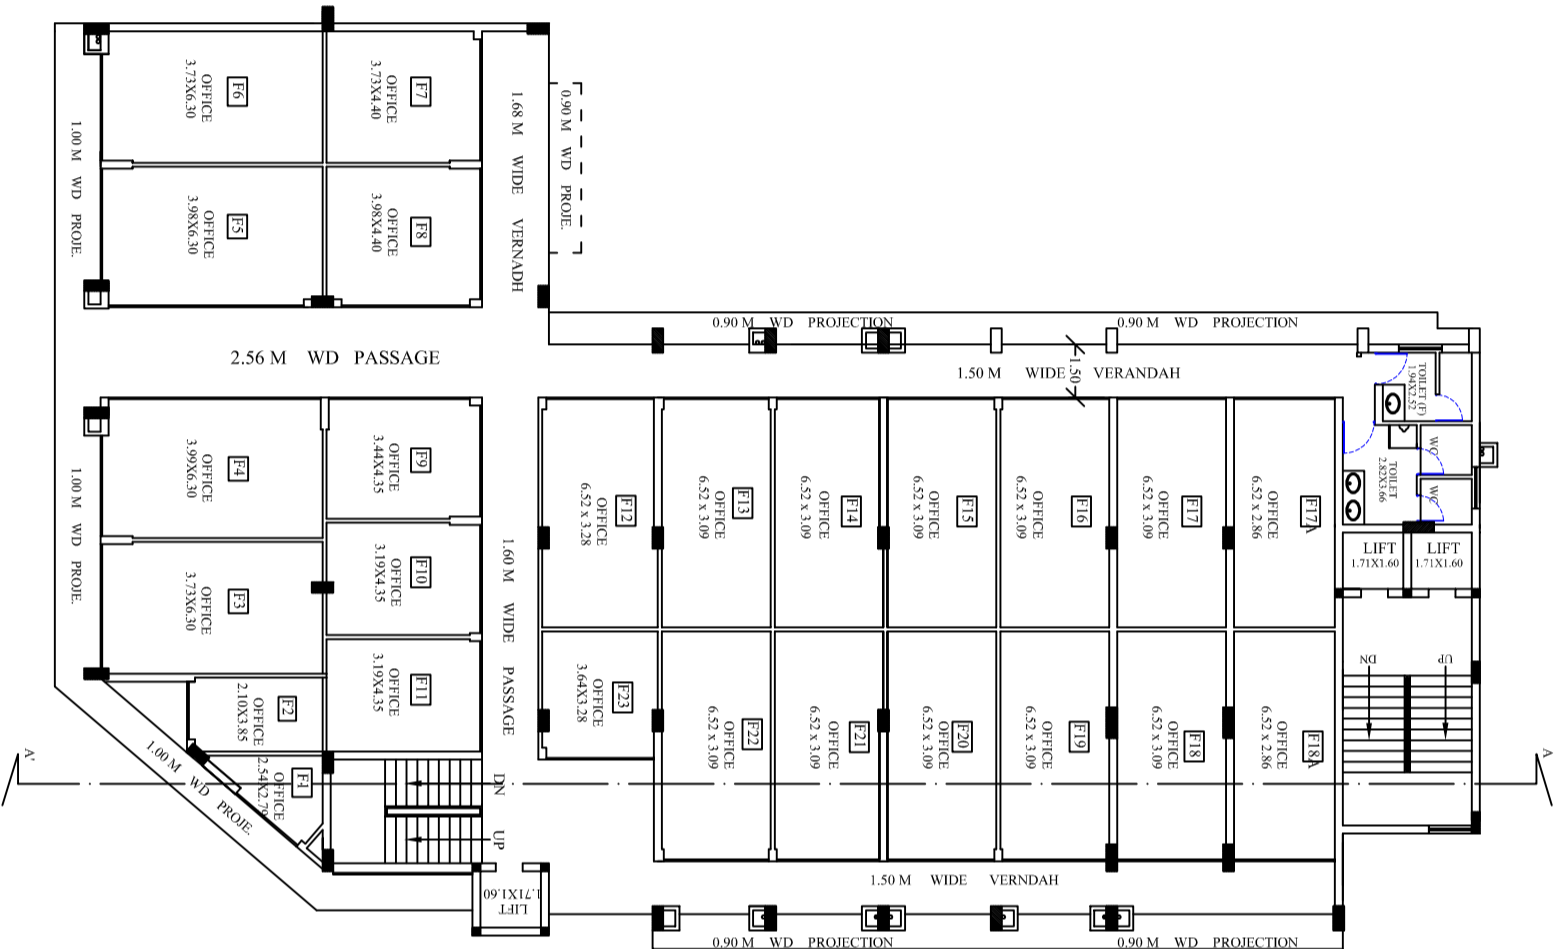 F6
OFFICE
3.73X6.30
F7
OFFICE
3.73X4.40
1.68 M WIDE VERNADH
0.90 M WD PROJE.
1.00 M WD PROJE.
F5
OFFICE
3.98X6.30
F8
OFFICE
3.98X4.40
2.56 M WD PASSAGE
0.90 M WD PROJECTION
0.90 M WD PROJECTION
1.50 M WIDE VERANDAH
1.50
TOILET (F)
1.94X2.52
WC
TOILET
2.82X3.66
WC
LIFT
1.71X1.60
LIFT
1.71X1.60
F4
OFFICE
3.99X6.30
F9
OFFICE
3.44X4.35
F12
OFFICE
6.52 x 3.28
F13
OFFICE
6.52 x 3.09
F14
OFFICE
6.52 x 3.09
F15
OFFICE
6.52 x 3.09
F16
OFFICE
6.52 x 3.09
F17
OFFICE
6.52 x 3.09
F17A
OFFICE
6.52 x 2.86
1.00 M WD PROJE.
F3
OFFICE
3.73X6.30
F10
OFFICE
3.19X4.35
1.60 M WIDE PASSAGE
F11
OFFICE
3.19X4.35
F2
OFFICE
2.10X3.85
F1
OFFICE
2.54X2.79
1.00 M WD PROJE.
F23
OFFICE
3.64X3.28
F22
OFFICE
6.52 x 3.09
F21
OFFICE
6.52 x 3.09
F20
OFFICE
6.52 x 3.09
F19
OFFICE
6.52 x 3.09
F18
OFFICE
6.52 x 3.09
F18A
OFFICE
6.52 x 2.86
DN
UP
A'
A
DN
UP
LIFT
1.71X1.60
1.50 M WIDE VERNDAH
0.90 M WD PROJECTION
0.90 M WD PROJECTION